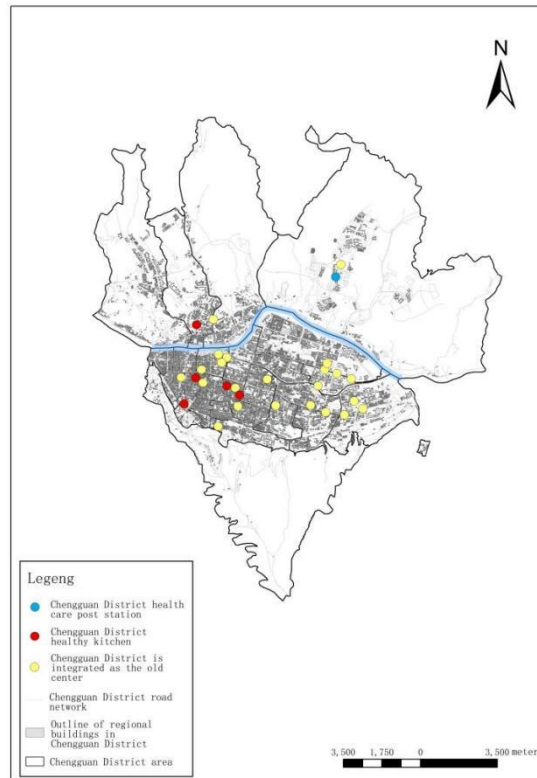 N
Legeng
Chengguan District health
care post station
Chengguan District
healthy kitchen
Chengguan District is
integrated as the old
center
Chengguan District road
network
Outline of regional
buildings in
Chengguan District
Chengguan District area
3,500 1,750 0 3,500 meter